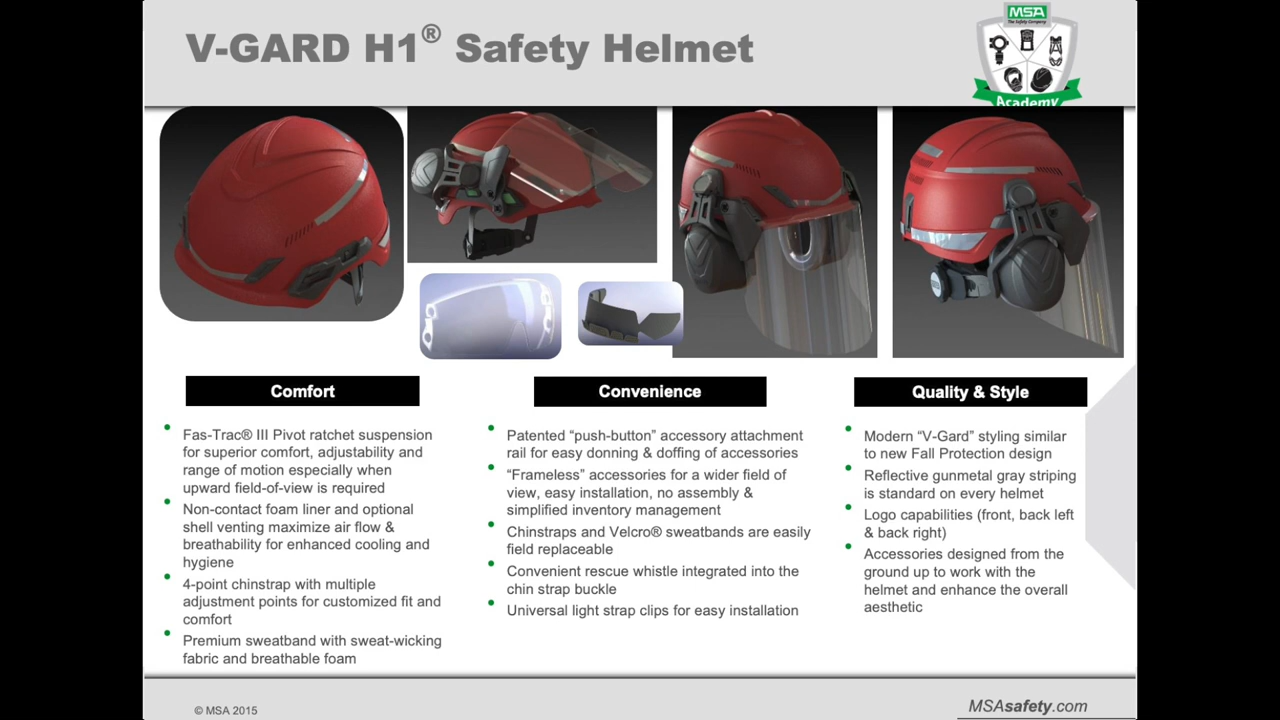 V-GARD H1® Safety Helmet
MSA
The Safety Company
Academy
Comfort
Fas-Trac® III Pivot ratchet suspension
for superior comfort, adjustability and
range of motion especially when
upward field-of-view is required
Non-contact foam liner and optional
shell venting maximize air flow &
breathability for enhanced cooling and
hygiene
4-point chinstrap with multiple
adjustment points for customized fit and
comfort
Premium sweatband with sweat-wicking
fabric and breathable foam
Convenience
Patented “push-button” accessory attachment
rail for easy donning & doffing of accessories
“Frameless” accessories for a wider field of
view, easy installation, no assembly &
simplified inventory management
Chinstraps and Velcro® sweatbands are easily
field replaceable
Convenient rescue whistle integrated into the
chin strap buckle
Universal light strap clips for easy installation
Quality & Style
Modern “V-Gard” styling similar
to new Fall Protection design
Reflective gunmetal gray striping
is standard on every helmet
Logo capabilities (front, back left
& back right)
Accessories designed from the
ground up to work with the
helmet and enhance the overall
aesthetic
© MSA 2015
MSAsafety.com